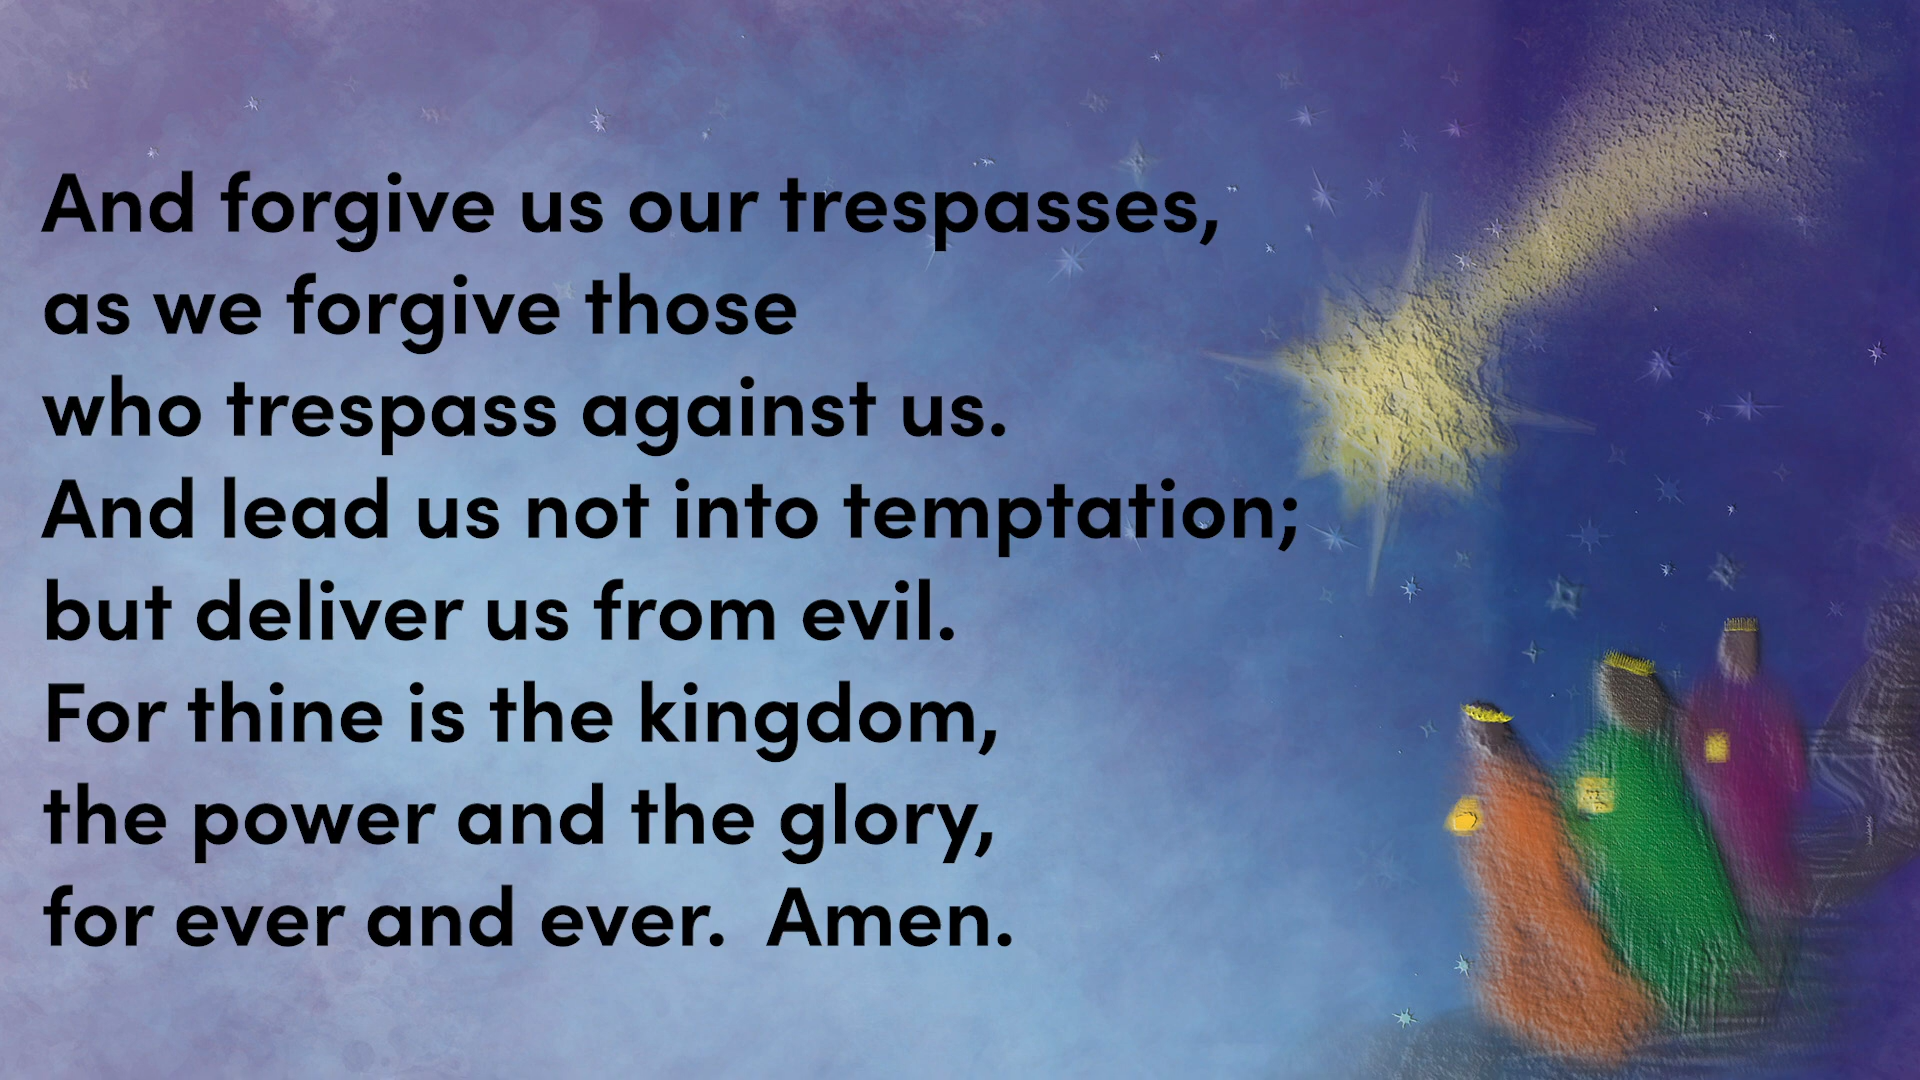 And forgive us our trespasses,
as we forgive those
who trespass against us.
And lead us not into temptation;
but deliver us from evil.
For thine is the kingdom,
the power and the glory,
for ever and ever.  Amen.